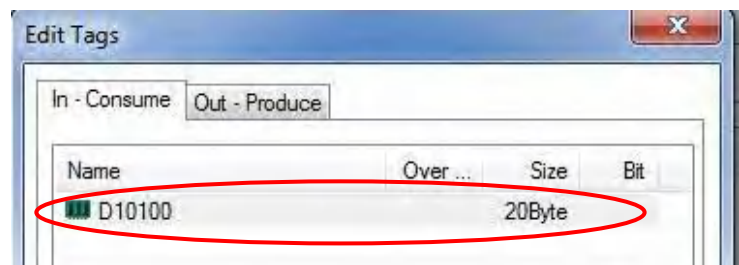 Edit Tags
In - Consume Out - Produce
Name Over ... Size Bit
D10100 20Byte